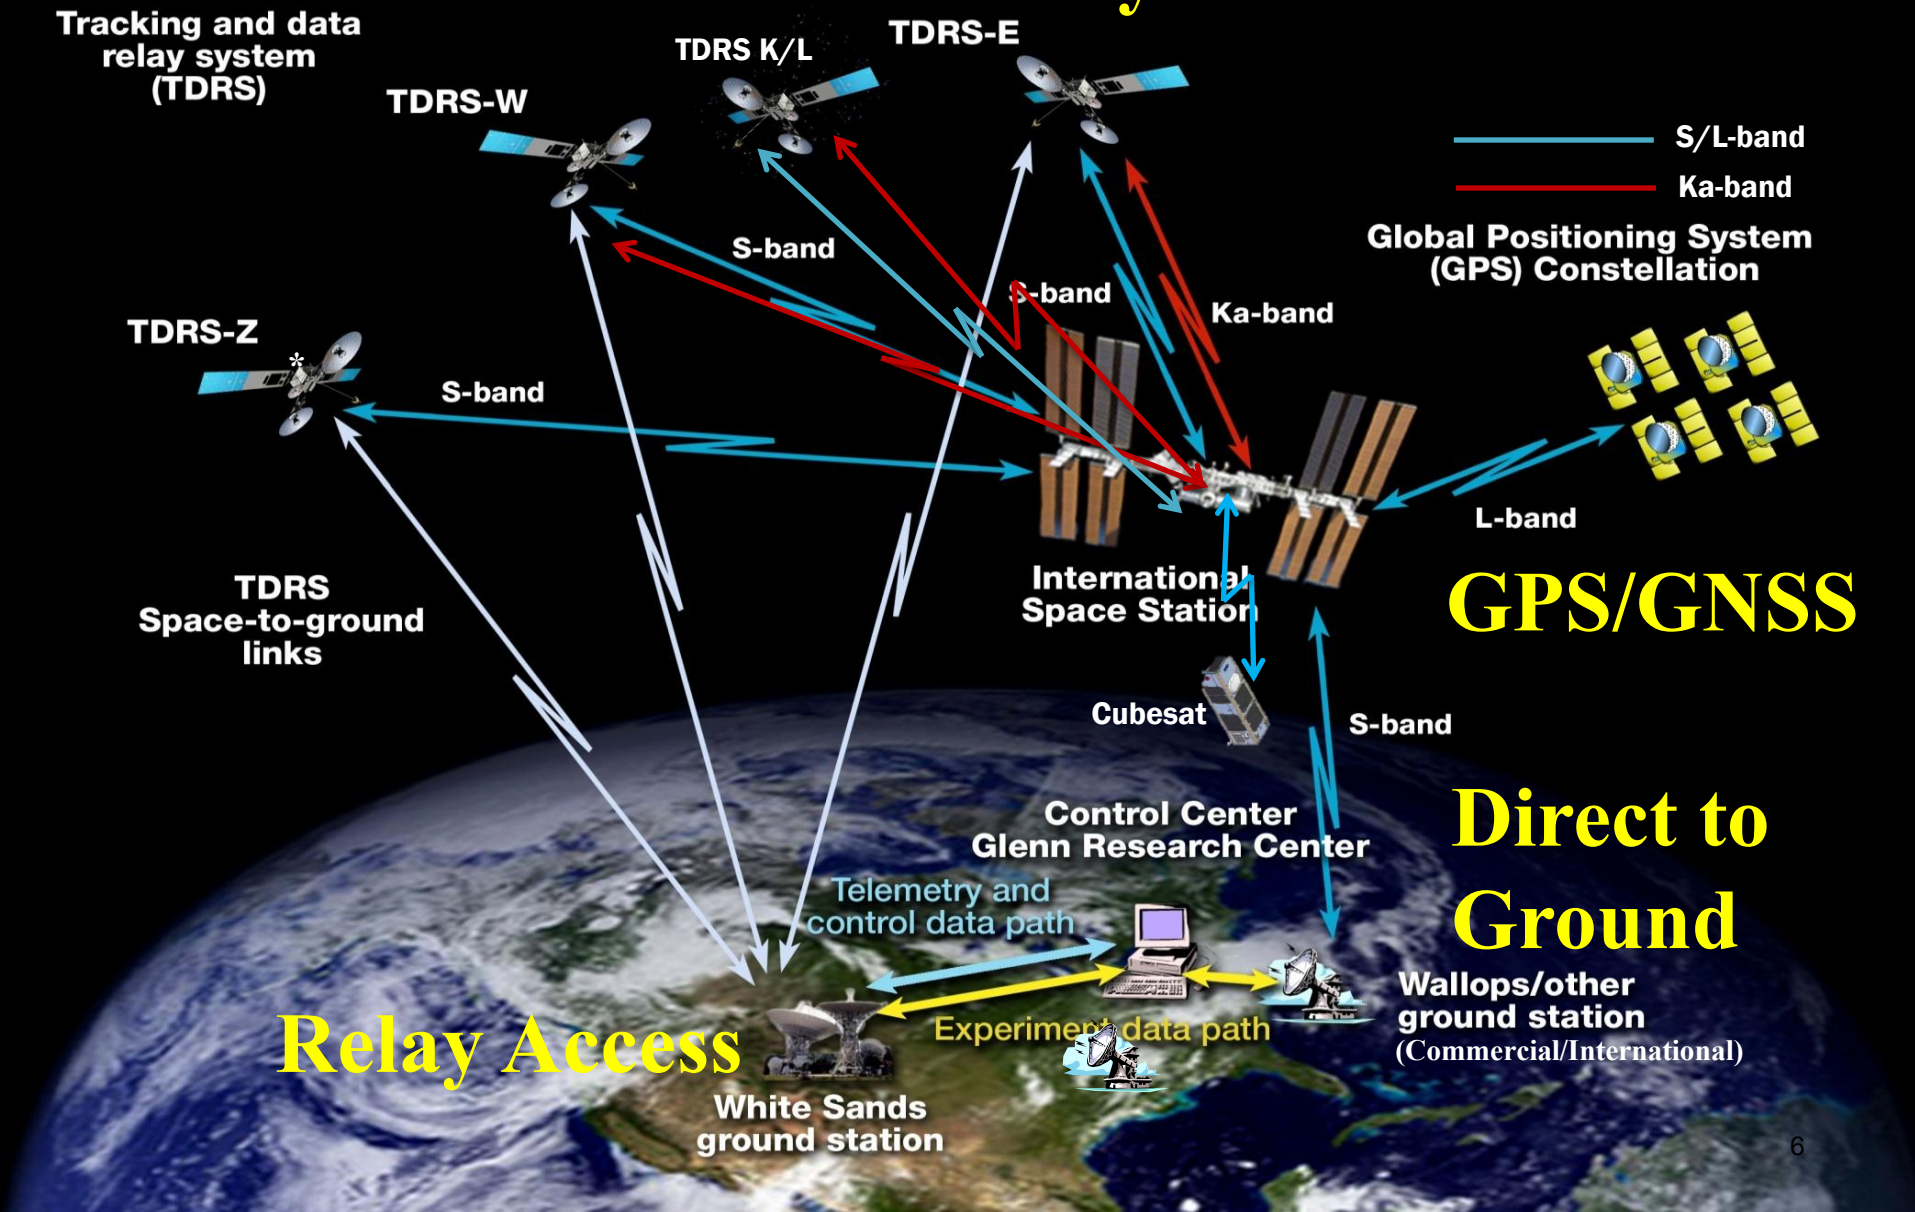 Tracking and data
relay system
(TDRS)
TDRS-W
TDRS K/L
TDRS-E
S/L-band
Ka-band
Global Positioning System
(GPS) Constellation
S-band
S-band
Ka-band
TDRS-Z
*
S-band
L-band
TDRS
Space-to-ground
links
International
Space Station
GPS/GNSS
Cubesat
S-band
Control Center
Glenn Research Center
Direct to
Ground
Telemetry and
control data path
Wallops/other
ground station
(Commercial/International)
Relay Access
Experiment data path
White Sands
ground station
6